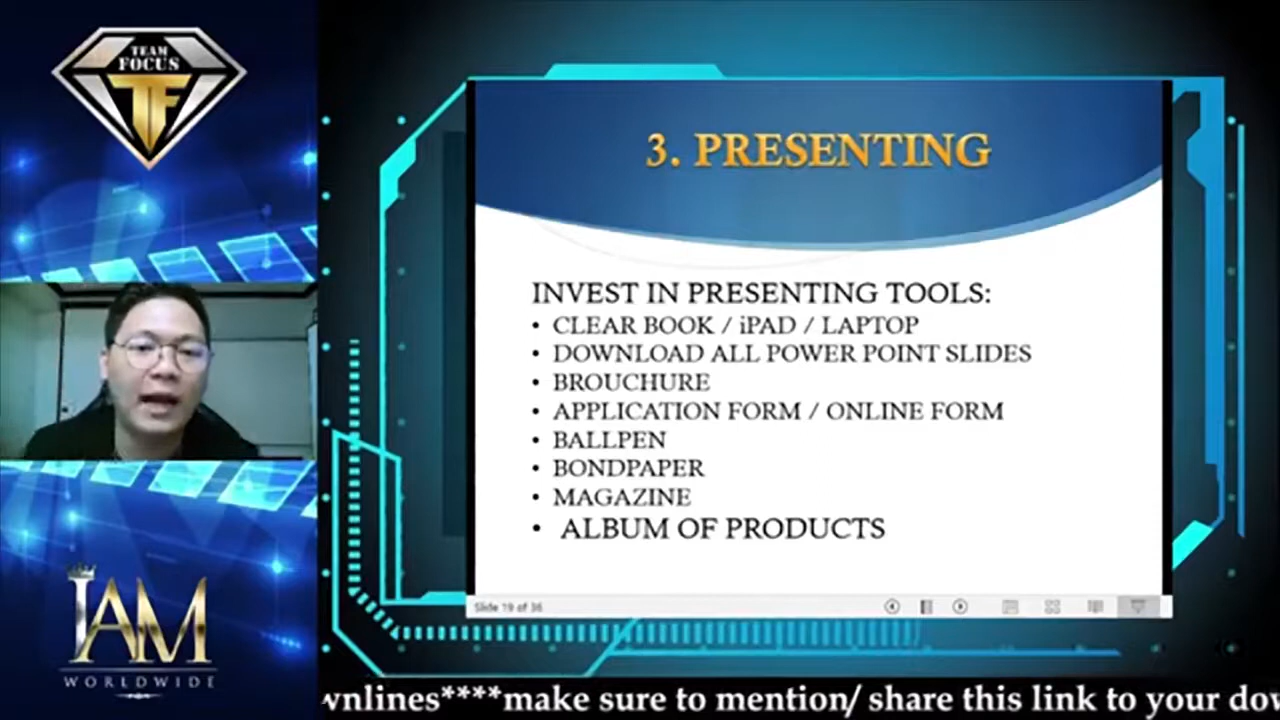 TEAM
FOCUS
TF
3. PRESENTING
INVEST IN PRESENTING TOOLS:
• CLEAR BOOK / iPAD / LAPTOP
• DOWNLOAD ALL POWER POINT SLIDES
• BROUCHURE
• APPLICATION FORM / ONLINE FORM
• BALLPEN
• BONDPAPER
• MAGAZINE
• ALBUM OF PRODUCTS
Slide 19 of 36
IAM
WORLDWIDE
wnlines****make sure to mention/ share this link to your dow